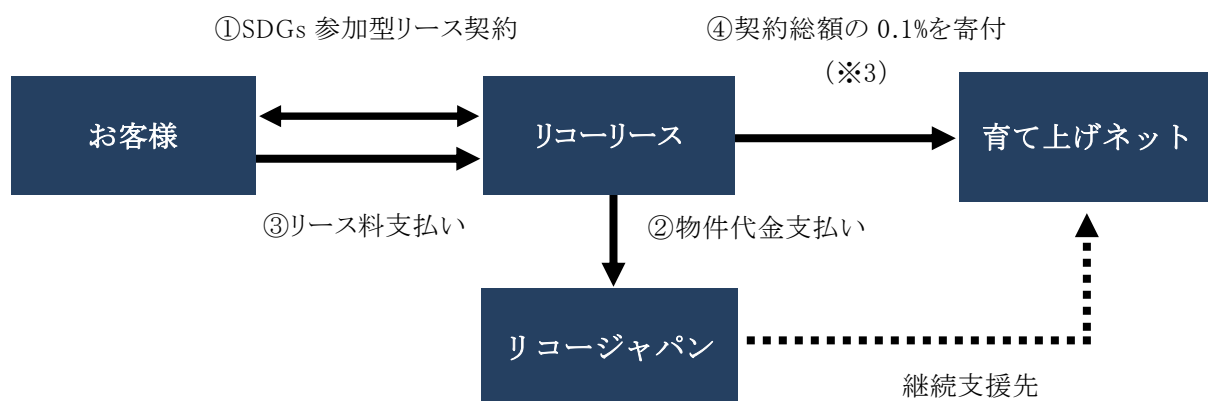 ①SDGs 参加型リース契約
④契約総額の 0.1%を寄付
（※3）
お客様
リコーリース
育て上げネット
③リース料支払い
②物件代金支払い
リコージャパン
継続支援先